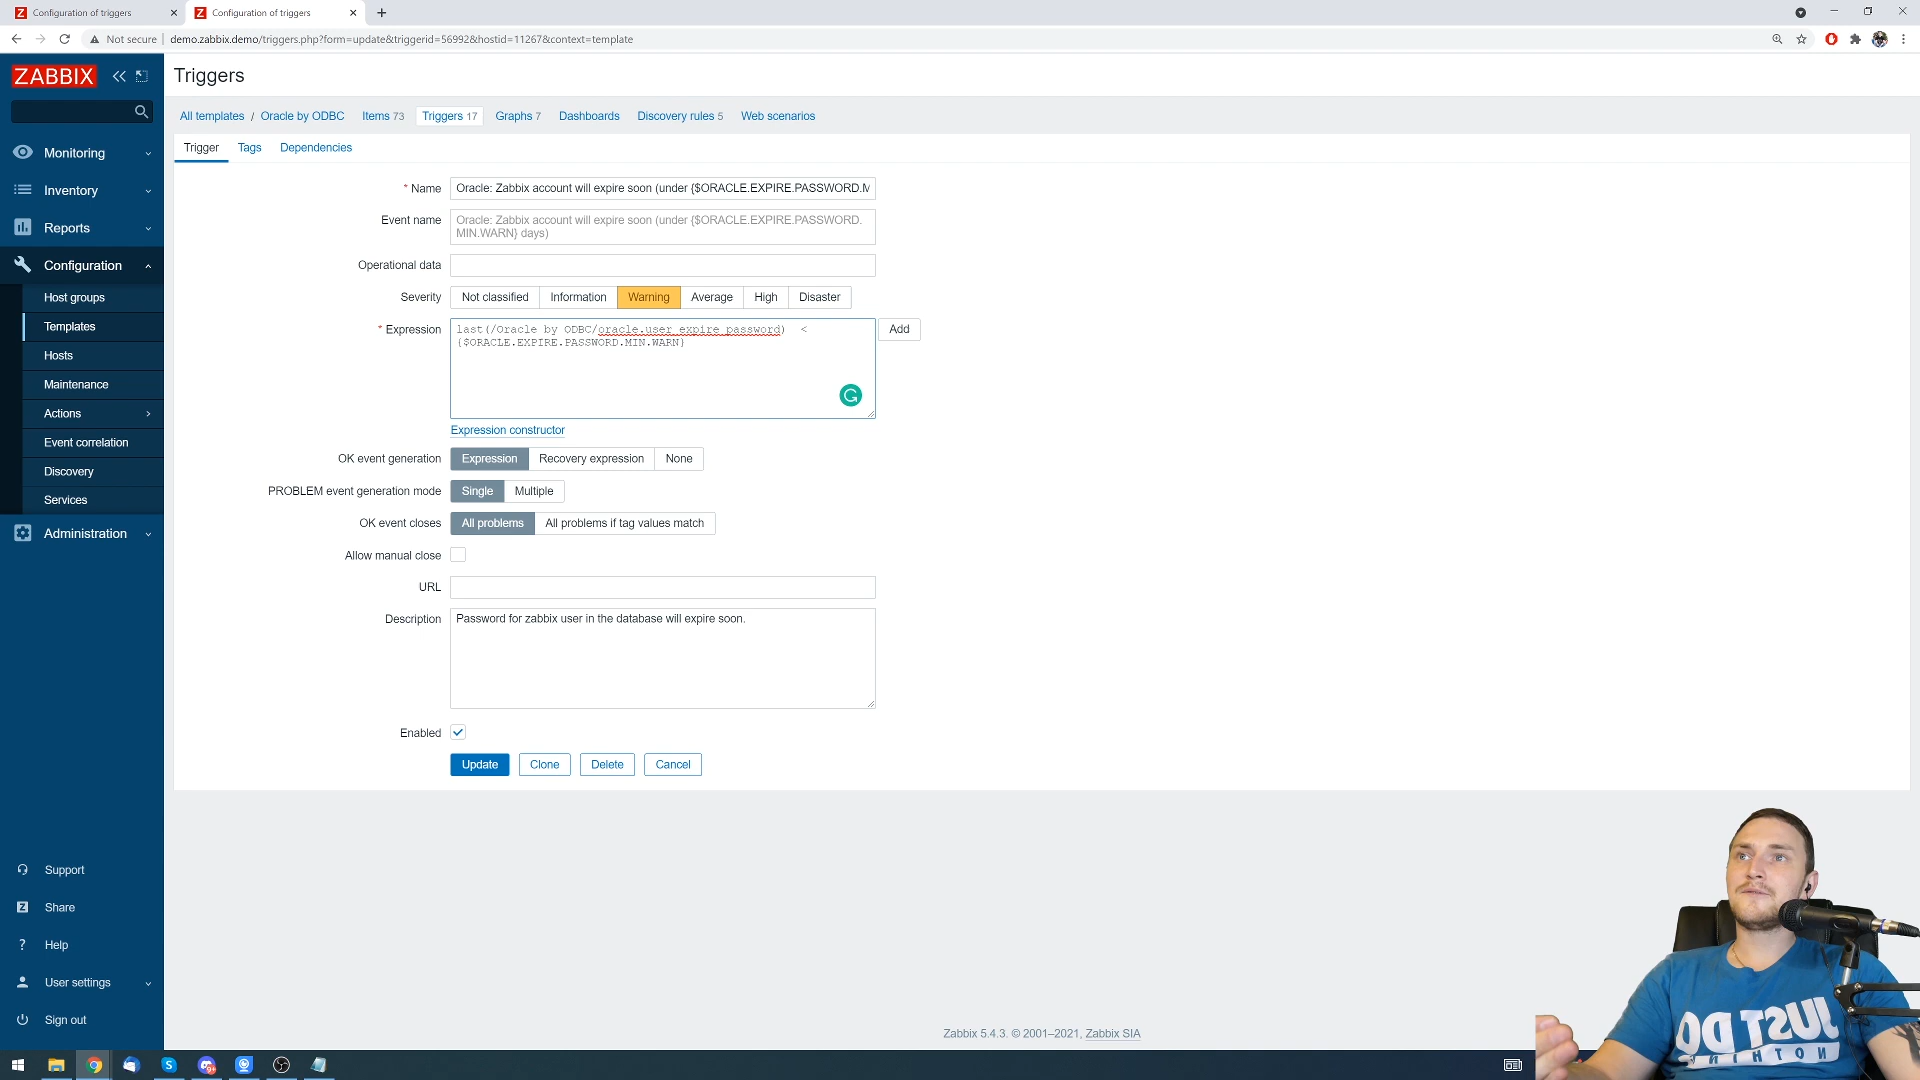 Configuration of triggers
Configuration of triggers
Not secure
demo.zabbix.demo/triggers.php?form=update&triggerid=56992&hostid=11267&context=template
ZABBIX
Triggers
All templates / Oracle by ODBC Items 73 Triggers 17 Graphs 7 Dashboards Discovery rules 5 Web scenarios
Trigger Tags Dependencies
Monitoring
Inventory
Reports
Configuration
Host groups
Templates
Hosts
Maintenance
Actions
Event correlation
Discovery
Services
Administration
Support
Share
Help
User settings
Sign out
* Name Oracle: Zabbix account will expire soon (under {$ORACLE.EXPIRE.PASSWORD.M
Event name Oracle: Zabbix account will expire soon (under {$ORACLE.EXPIRE.PASSWORD.
MIN.WARN} days)
Operational data
Severity Not classified Information Warning Average High Disaster
* Expression last(/Oracle by ODBC/oracle.user_expire_password) <
{$ORACLE.EXPIRE.PASSWORD.MIN.WARN}
Add
Expression constructor
OK event generation Expression Recovery expression None
PROBLEM event generation mode Single Multiple
OK event closes All problems All problems if tag values match
Allow manual close
URL
Description Password for zabbix user in the database will expire soon.
Enabled
Update Clone Delete Cancel
Zabbix 5.4.3. © 2001–2021, Zabbix SIA